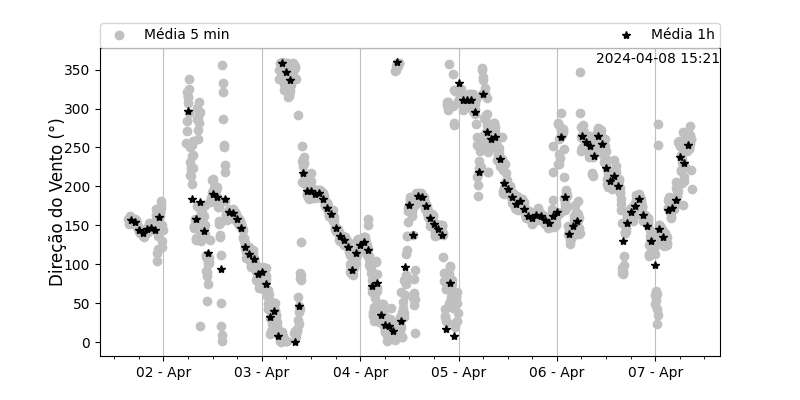 Média 5 min
Média 1h
2024-04-08 15:21
Direção do Vento (°)
350
300
250
200
150
100
50
0
02 - Apr
03 - Apr
04 - Apr
05 - Apr
06 - Apr
07 - Apr